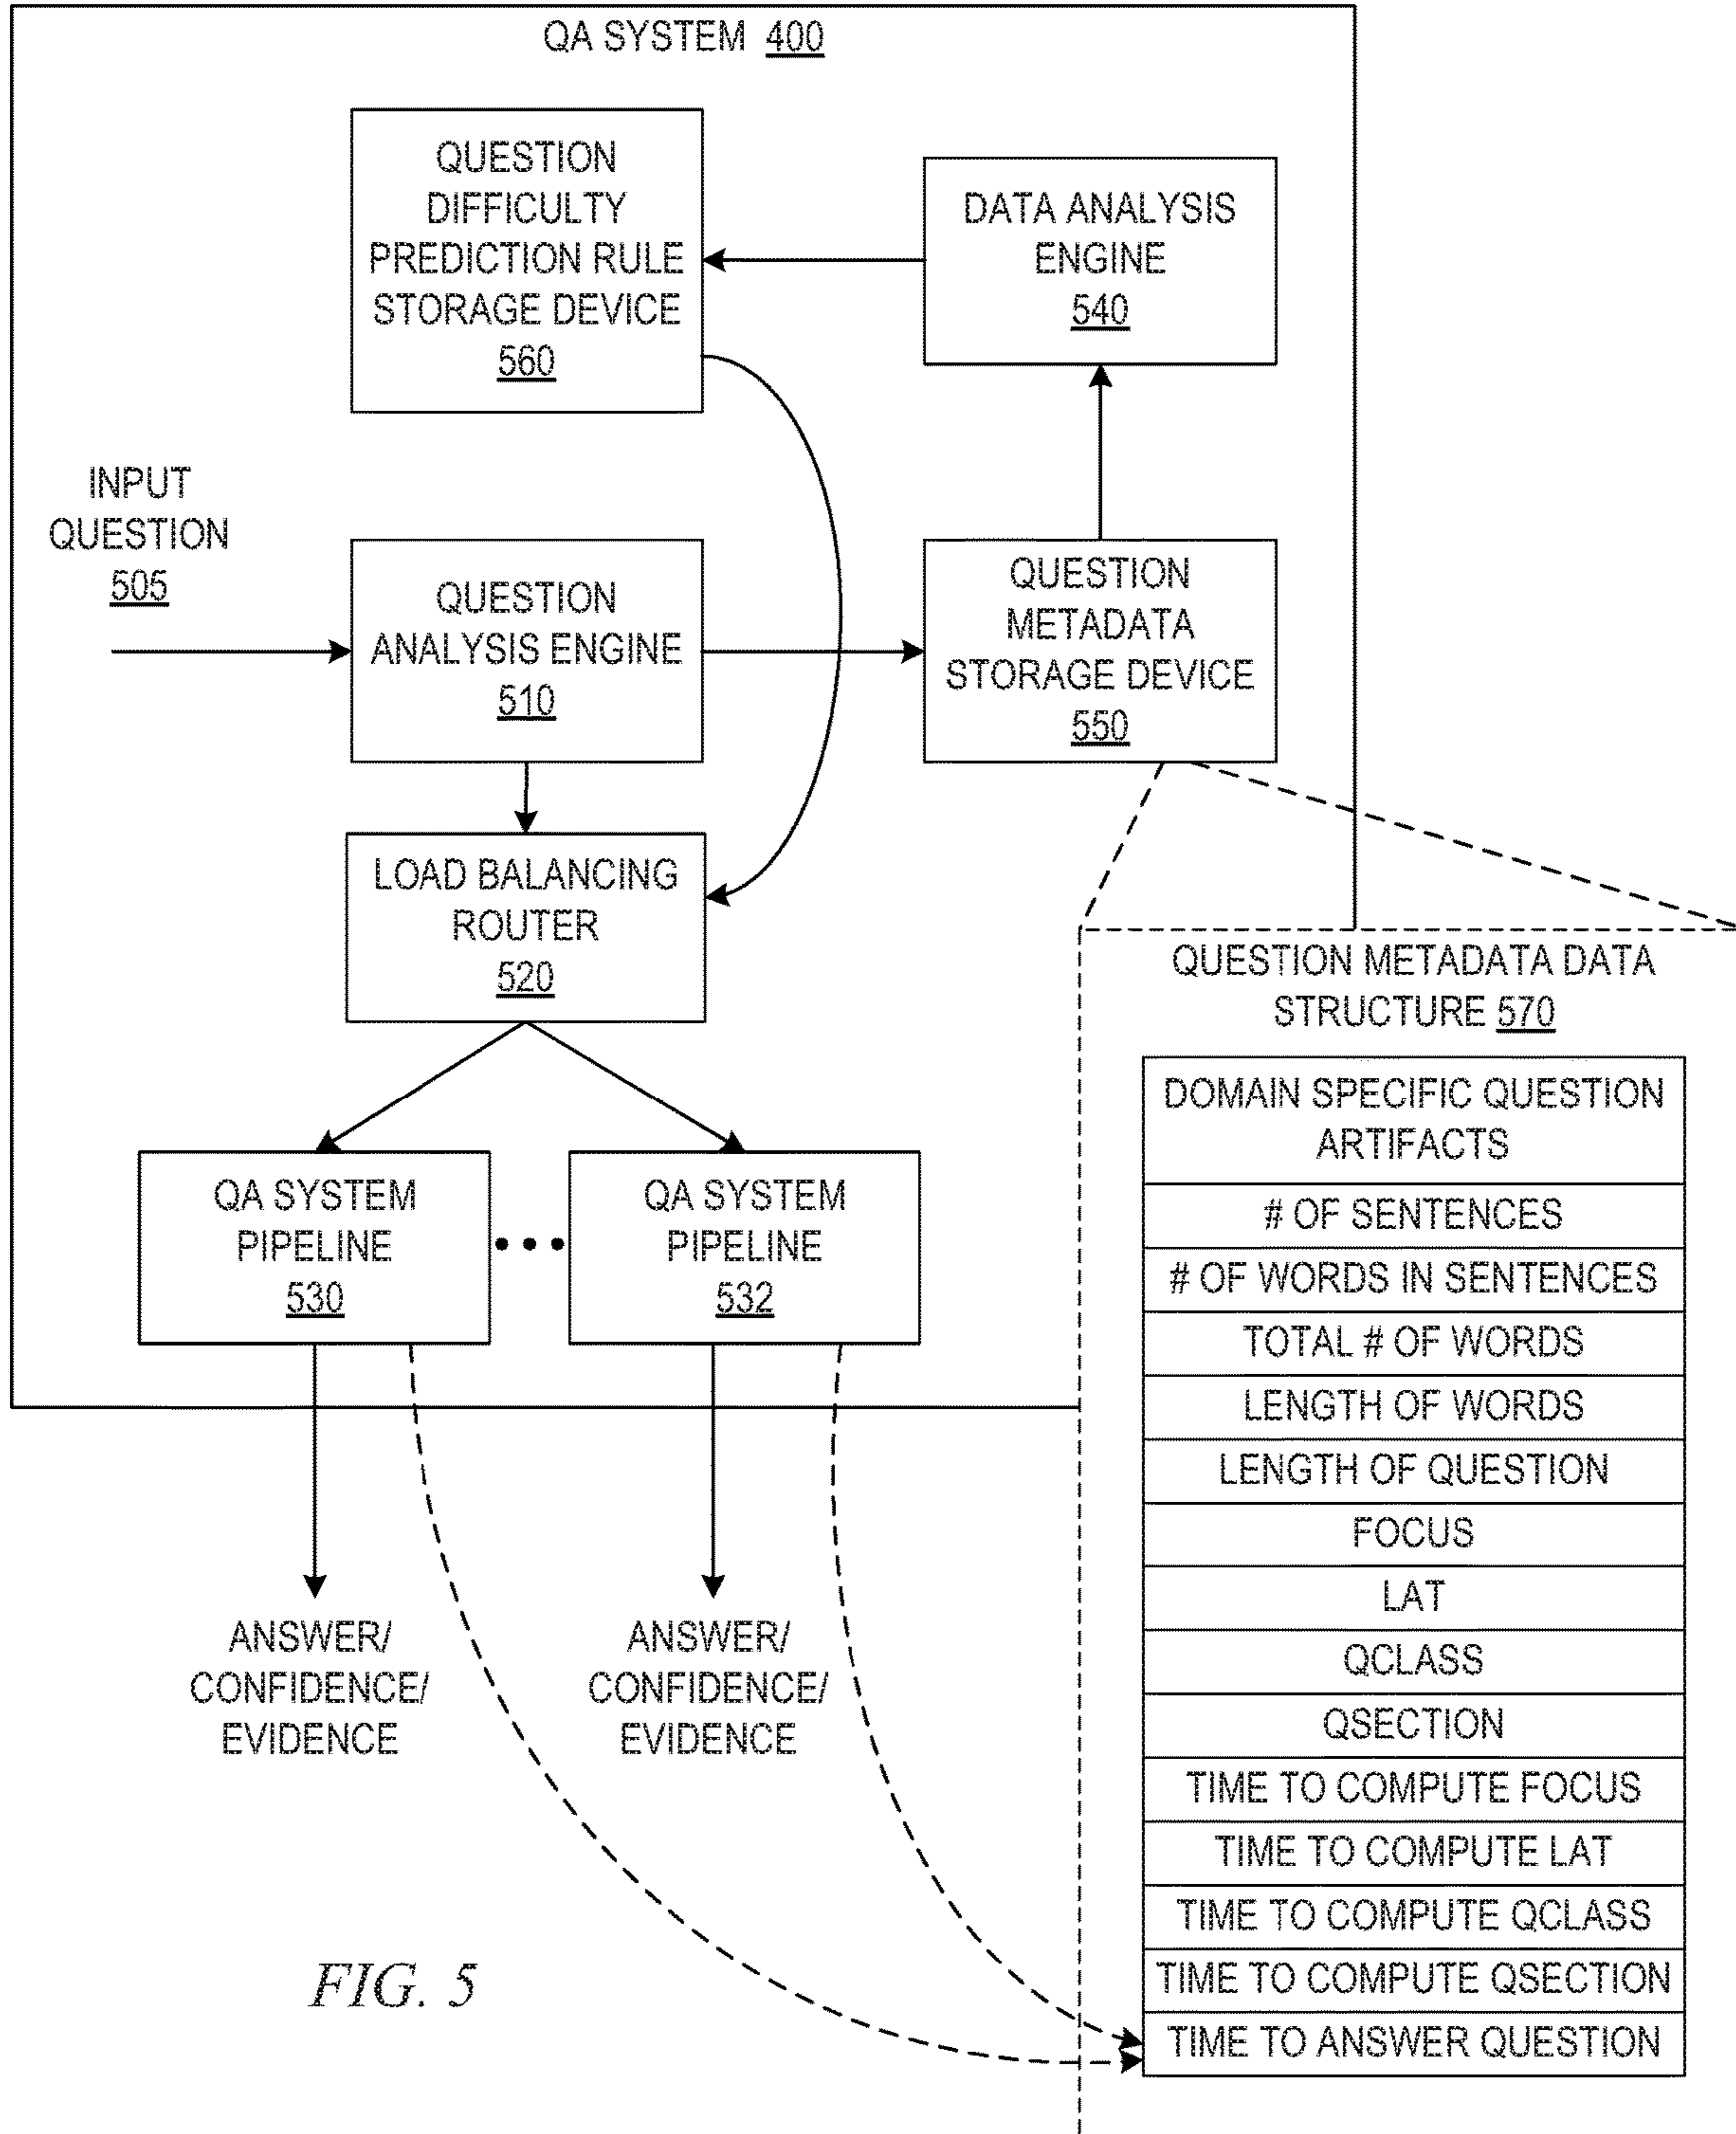 QA SYSTEM 400
QUESTION
DIFFICULTY
PREDICTION RULE
STORAGE DEVICE
560
DATA ANALYSIS
ENGINE
540
INPUT
QUESTION
505
QUESTION
ANALYSIS ENGINE
510
QUESTION
METADATA
STORAGE DEVICE
550
LOAD BALANCING
ROUTER
520
QA SYSTEM
PIPELINE
530
QA SYSTEM
PIPELINE
532
ANSWER/
CONFIDENCE/
EVIDENCE
ANSWER/
CONFIDENCE/
EVIDENCE
QUESTION METADATA DATA
STRUCTURE 570
DOMAIN SPECIFIC QUESTION
ARTIFACTS
# OF SENTENCES
# OF WORDS IN SENTENCES
TOTAL # OF WORDS
LENGTH OF WORDS
LENGTH OF QUESTION
FOCUS
LAT
QCLASS
QSECTION
TIME TO COMPUTE FOCUS
TIME TO COMPUTE LAT
TIME TO COMPUTE QCLASS
TIME TO COMPUTE QSECTION
TIME TO ANSWER QUESTION
FIG. 5